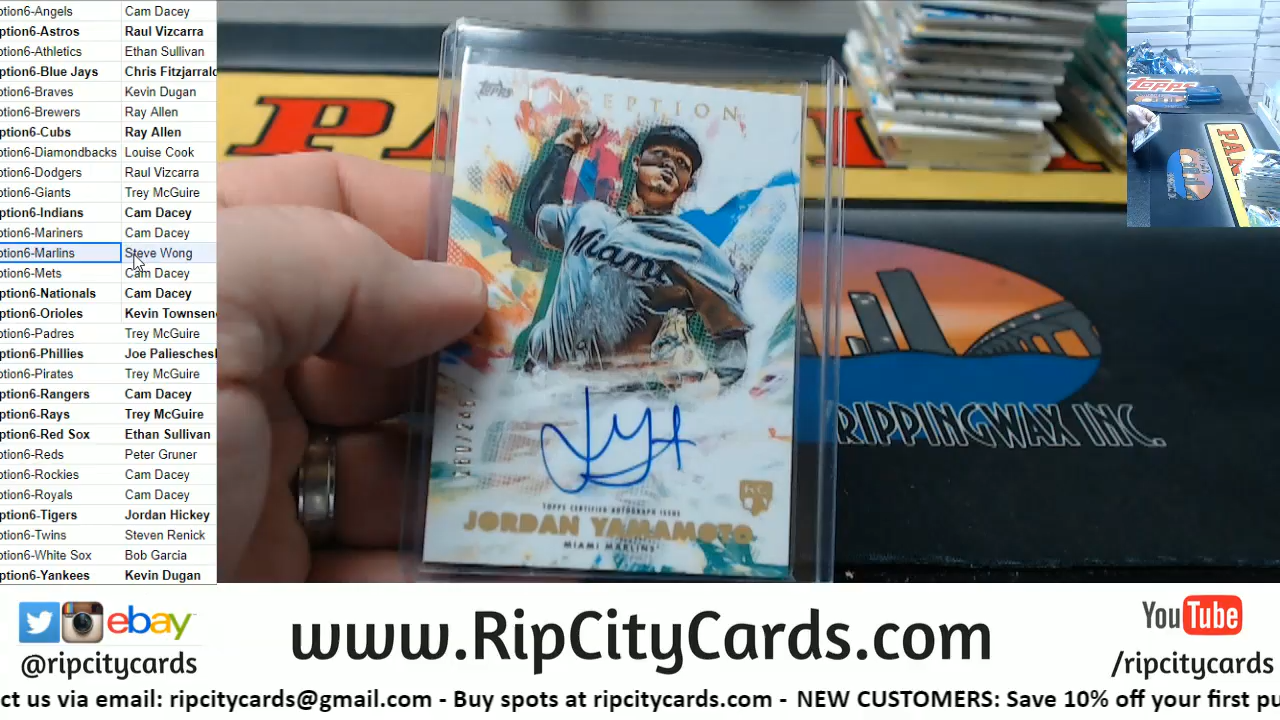 ption6-Angels Cam Dacey
ption6-Astros Raul Vizcarra
ption6-Athletics Ethan Sullivan
ption6-Blue Jays Chris Fitzjarrald
ption6-Braves Kevin Dugan
ption6-Brewers Ray Allen
ption6-Cubs Ray Allen
ption6-Diamondbacks Louise Cook
ption6-Dodgers Raul Vizcarra
ption6-Giants Trey McGuire
ption6-Indians Cam Dacey
ption6-Mariners Cam Dacey
ption6-Marlins Steve Wong
ption6-Mets Cam Dacey
ption6-Nationals Cam Dacey
ption6-Orioles Kevin Townsen
ption6-Padres Trey McGuire
ption6-Phillies Joe Paliesches
ption6-Pirates Trey McGuire
ption6-Rangers Cam Dacey
ption6-Rays Trey McGuire
ption6-Red Sox Ethan Sullivan
ption6-Reds Peter Gruner
ption6-Rockies Cam Dacey
ption6-Royals Cam Dacey
ption6-Tigers Jordan Hickey
ption6-Twins Steven Renick
ption6-White Sox Bob Garcia
ption6-Yankees Kevin Dugan
Topps INCEPTION
Miami
TOPPS CERTIFIED AUTOGRAPH ISSUE
JORDAN YAMAMOTO
MIAMI MARLINS
RC
RIPPINGWAX INC.
topps
PAN
ebay
@ripcitycards
www.RipCityCards.com
YouTube
/ripcitycards
ct us via email: ripcitycards@gmail.com - Buy spots at ripcitycards.com - NEW CUSTOMERS: Save 10% off your first pu